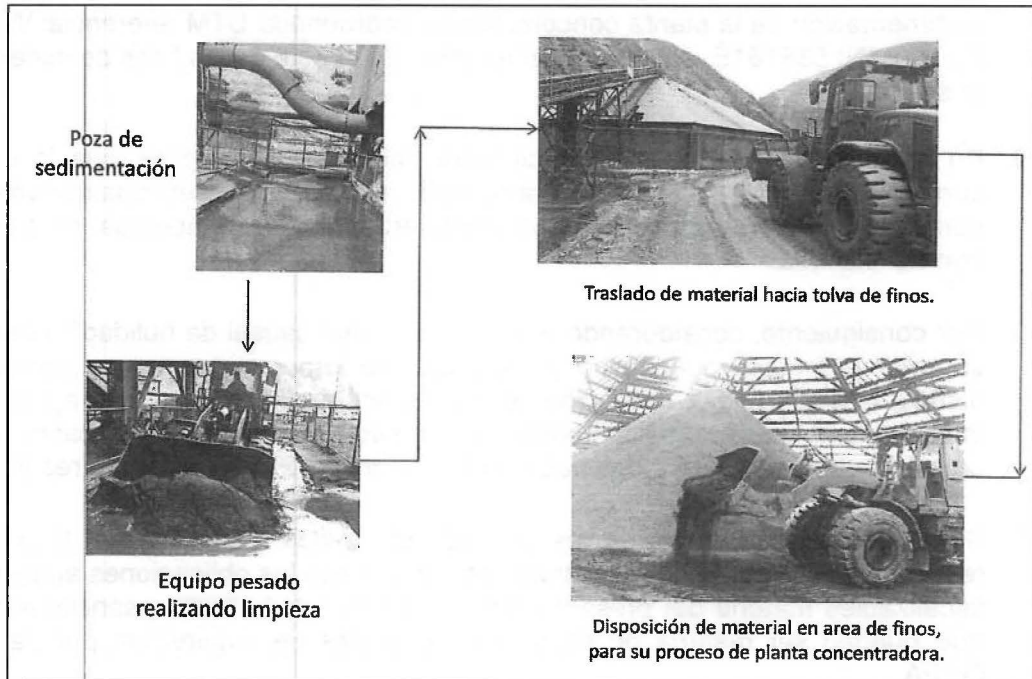 Poza de
sedimentación
Traslado de material hacia tolva de finos.
Equipo pesado
realizando limpieza
Disposición de material en area de finos,
para su proceso de planta concentradora.